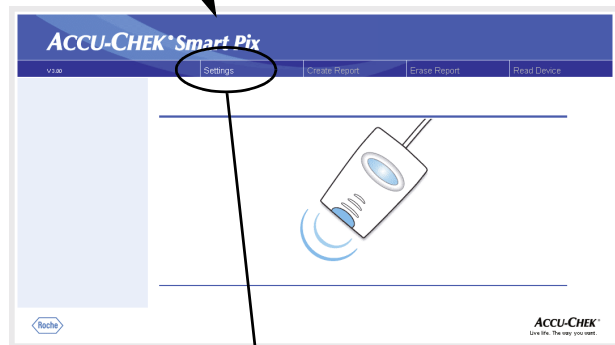 ACCU-CHEK® Smart Pix
V 3.00 Settings Create Report Erase Report Read Device
Roche
ACCU-CHEK®
Live life. The way you want.